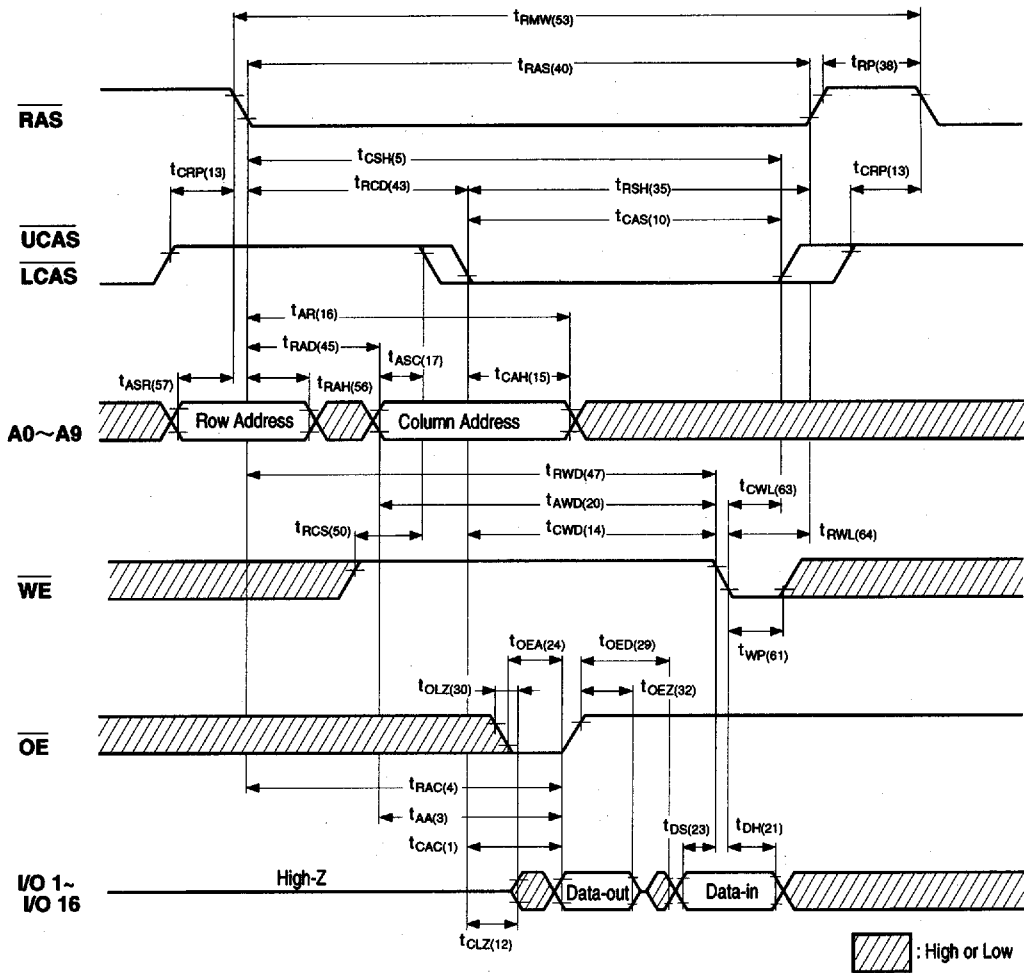 tRMW(53)
tRAS(40)
tRP(38)
RAS
tCSH(5)
tCRP(13)
tRCD(43)
tRSH(35)
tCRP(13)
tCAS(10)
UCAS
LCAS
tAR(16)
tRAD(45)
tASC(17)
tASR(57)
tRAH(56)
tCAH(15)
A0~A9
Row Address
Column Address
tRWD(47)
tAWD(20)
tCWL(63)
tRCS(50)
tCWD(14)
tRWL(64)
WE
tWP(61)
tOEA(24)
tOED(29)
tOLZ(30)
tOEZ(32)
OE
tRAC(4)
tAA(3)
tCAC(1)
tDS(23)
tDH(21)
I/O 1~
I/O 16
High-Z
Data-out
Data-in
tCLZ(12)
: High or Low